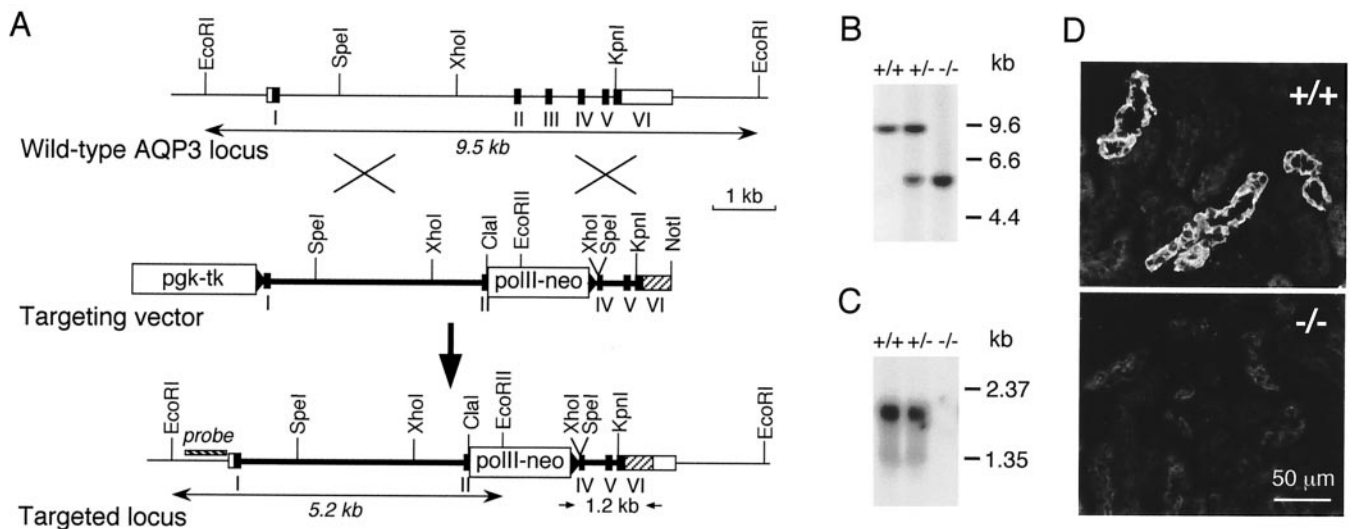 A
EcoRI
SpeI
XhoI
KpnI
EcoRI
I
II
III
IV
V
VI
Wild-type AQP3 locus
9.5 kb
1 kb
SpeI
XhoI
ClaI
EcoRII
XhoI
SpeI
KpnI
NotI
pgk-tk
polII-neo
I
II
IV
V
VI
Targeting vector
EcoRI
probe
SpeI
XhoI
ClaI
EcoRII
XhoI
SpeI
KpnI
EcoRI
polII-neo
I
II
IV
V
VI
5.2 kb
1.2 kb
Targeted locus
B
+/+ +/- -/- kb
9.6
6.6
4.4
C
+/+ +/- -/- kb
2.37
1.35
D
+/+
-/-
50 µm